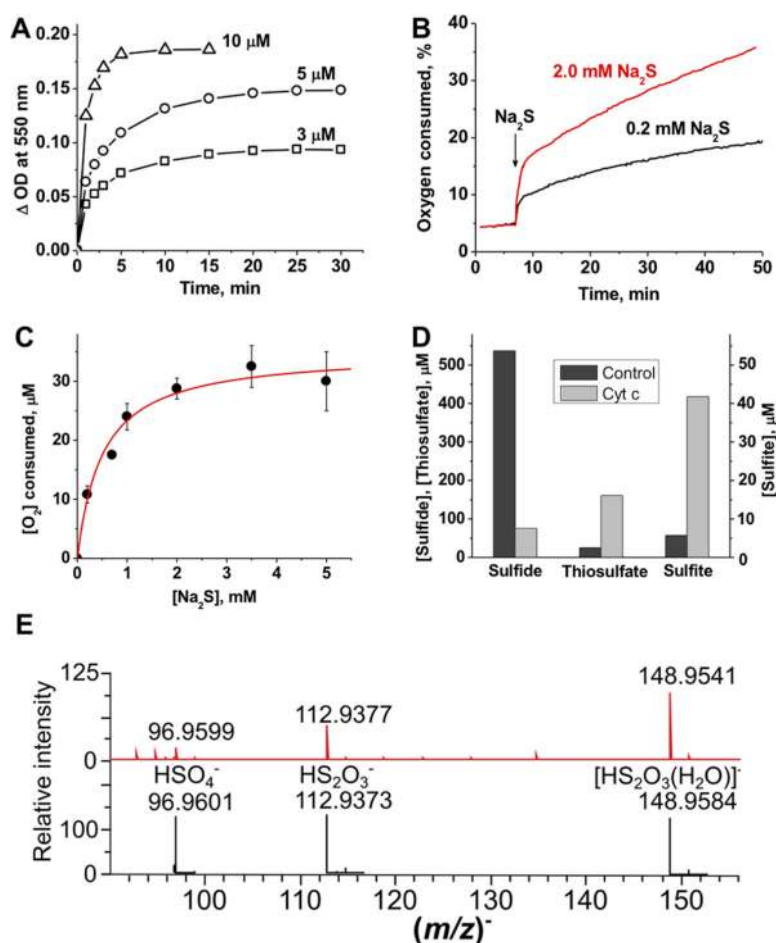 A
Δ OD at 550 nm
0.20
0.15
0.10
0.05
0.00
10 µM
5 µM
3 µM
0 5 10 15 20 25 30
Time, min
B
Oxygen consumed, %
40
30
20
10
0
2.0 mM Na₂S
Na₂S
0.2 mM Na₂S
0 10 20 30 40 50
Time, min
C
[O₂] consumed, µM
30
20
10
0
0 1 2 3 4 5
[Na₂S], mM
D
[Sulfide], [Thiosulfate], µM
500
400
300
200
100
0
Control
Cyt c
50
40
30
20
10
0
[Sulfite], µM
Sulfide Thiosulfate Sulfite
E
Relative intensity
125
0
96.9599 112.9377 148.9541
HSO₄⁻ HS₂O₃⁻ [HS₂O₃(H₂O)]⁻
96.9601 112.9373 148.9584
100
0
100 110 120 130 140 150
(m/z)⁻